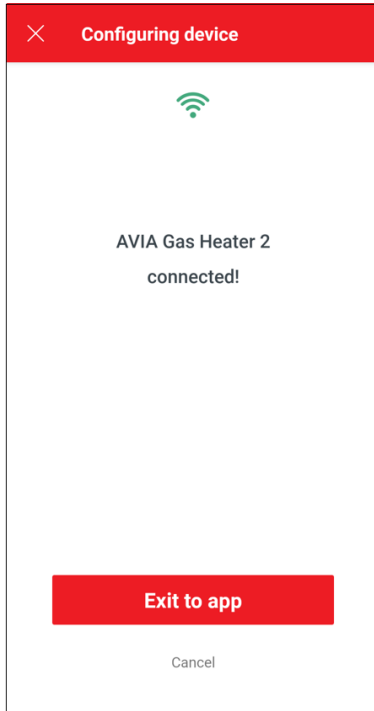 Configuring device
AVIA Gas Heater 2
connected!
Exit to app
Cancel